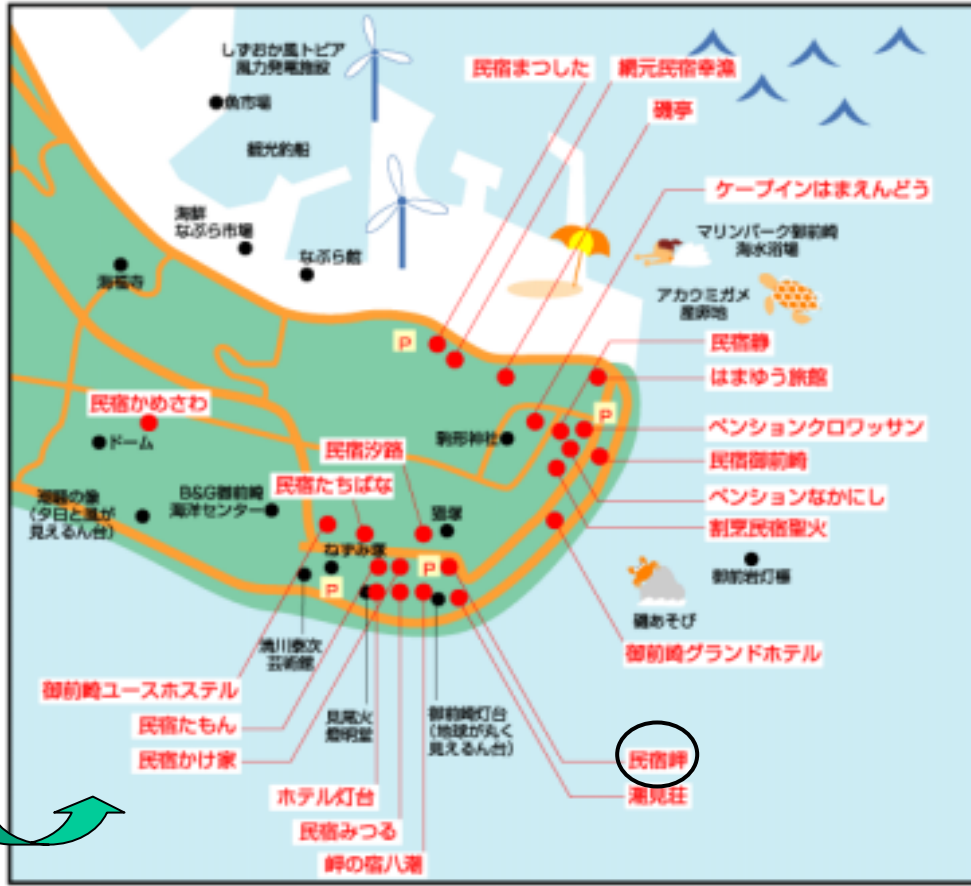 しずおか風トピア
風力発電施設
民宿まつした
網元民宿幸漁
魚市場
磯亭
観光釣船
ケープインはまえんどう
海鮮
なぶら市場
マリンパーク御前崎
海水浴場
なぶら館
海福寺
アカウミガメ
産卵地
P
民宿静
はまゆう旅館
民宿かめさわ
P
ペンションクロワッサン
ドーム
駒形神社
民宿汐路
民宿御前崎
民宿たちばな
B&G御前崎
海洋センター
ペンションなかにし
潮騒の像
(夕日と風が
見えるん台)
猫塚
割烹民宿聖火
ねずみ塚
P
P
御前岩灯標
磯あそび
滝川泰次
芸術館
御前崎グランドホテル
御前崎ユースホステル
見尾火
燈明堂
御前崎灯台
(地球が丸く
見えるん台)
民宿たもん
民宿かけ家
民宿岬
ホテル灯台
潮見荘
民宿みつる
岬の宿八潮